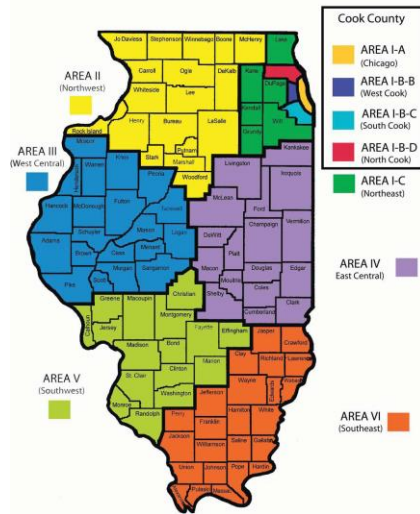 Cook County
AREA I-A
(Chicago)
AREA I-B-B
(West Cook)
AREA I-B-C
(South Cook)
AREA I-B-D
(North Cook)
AREA I-C
(Northeast)
AREA II
(Northwest)
AREA III
(West Central)
AREA IV
East Central)
AREA V
(Southwest)
AREA VI
(Southeast)
Jo Daviess
Stephenson
Winnebago
Boone
McHenry
Lake
Carroll
Ogle
DeKalb
Kane
DuPage
Whiteside
Lee
Kendall
Will
Rock Island
Henry
Bureau
LaSalle
Grundy
Mercer
Putnam
Kankakee
Stark
Marshall
Henderson
Warren
Knox
Peoria
Woodford
Livingston
Iroquois
Hancock
McDonough
Fulton
Tazewell
McLean
Ford
Schuyler
Mason
Logan
DeWitt
Champaign
Vermilion
Adams
Brown
Cass
Menard
Piatt
Macon
Pike
Scott
Morgan
Sangamon
Moultrie
Douglas
Edgar
Shelby
Coles
Christian
Cumberland
Clark
Greene
Macoupin
Montgomery
Calhoun
Jersey
Fayette
Effingham
Jasper
Crawford
Madison
Bond
Clay
Richland
Lawrence
Clinton
Marion
St. Clair
Wayne
Edwards
Wabash
Washington
Jefferson
Monroe
Randolph
Perry
Hamilton
White
Franklin
Jackson
Williamson
Saline
Gallatin
Union
Johnson
Pope
Hardin
Pulaski
Massac